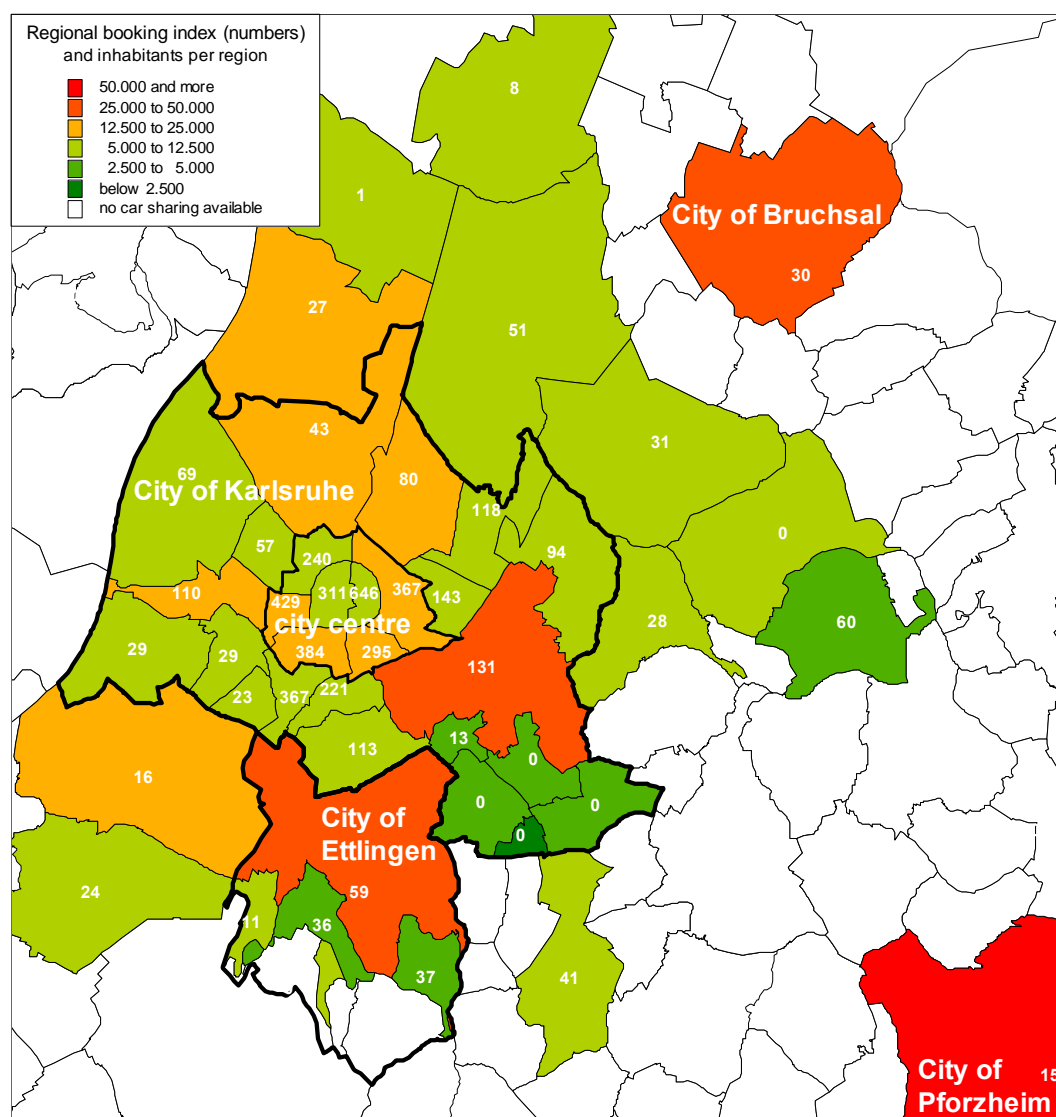 Regional booking index (numbers)
and inhabitants per region
50.000 and more
25.000 to 50.000
12.500 to 25.000
5.000 to 12.500
2.500 to 5.000
below 2.500
no car sharing available
8
1
City of Bruchsal
30
27
51
43
31
69
80
City of Karlsruhe
118
0
57
240
94
110
311
646
367
143
429
city centre
28
60
29
29
384
295
131
23
367
221
113
13
0
16
0
0
City of
Ettlingen
0
24
59
11
36
37
41
City of
Pforzheim
15